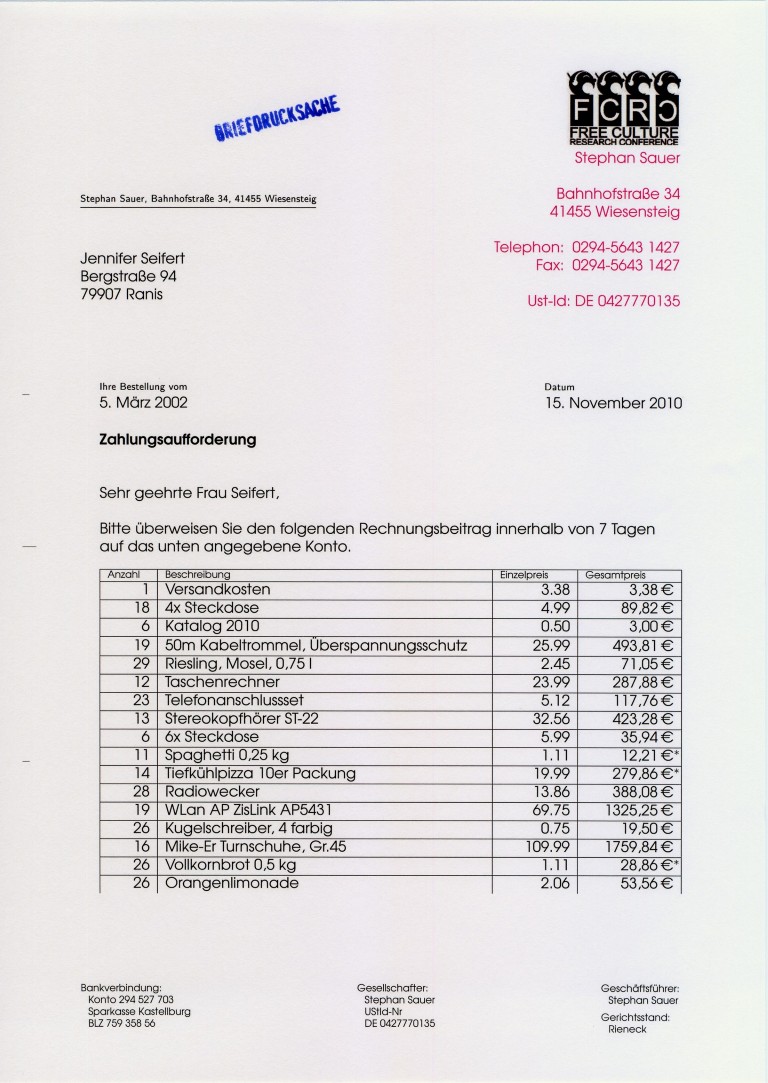 BRIEFDRUCKSACHE
FCRC
FREE CULTURE
RESEARCH CONFERENCE
Stephan Sauer
Stephan Sauer, Bahnhofstraße 34, 41455 Wiesensteig
Bahnhofstraße 34
41455 Wiesensteig
Telephon: 0294-5643 1427
Fax: 0294-5643 1427
Ust-Id: DE 0427770135
Jennifer Seifert
Bergstraße 94
79907 Ranis
Ihre Bestellung vom Datum
5. März 2002 15. November 2010
Zahlungsaufforderung
Sehr geehrte Frau Seifert,
Bitte überweisen Sie den folgenden Rechnungsbeitrag innerhalb von 7 Tagen
auf das unten angegebene Konto.
Anzahl Beschreibung Einzelpreis Gesamtpreis
1 Versandkosten 3.38 3,38 €
18 4x Steckdose 4.99 89,82 €
6 Katalog 2010 0.50 3,00 €
19 50m Kabeltrommel, Überspannungsschutz 25.99 493,81 €
29 Riesling, Mosel, 0,75 l 2.45 71,05 €
12 Taschenrechner 23.99 287,88 €
23 Telefonanschlussset 5.12 117,76 €
13 Stereokopfhörer ST-22 32.56 423,28 €
6 6x Steckdose 5.99 35,94 €
11 Spaghetti 0,25 kg 1.11 12,21 €*
14 Tiefkühlpizza 10er Packung 19.99 279,86 €*
28 Radiowecker 13.86 388,08 €
19 WLan AP ZisLink AP5431 69.75 1325,25 €
26 Kugelschreiber, 4 farbig 0.75 19,50 €
16 Mike-Er Turnschuhe, Gr.45 109.99 1759,84 €
26 Vollkornbrot 0,5 kg 1.11 28,86 €*
26 Orangenlimonade 2.06 53,56 €
Bankverbindung:
Konto 294 527 703
Sparkasse Kastellburg
BLZ 759 358 56
Gesellschafter:
Stephan Sauer
UStId-Nr
DE 0427770135
Geschäftsführer:
Stephan Sauer
Gerichtsstand:
Rieneck